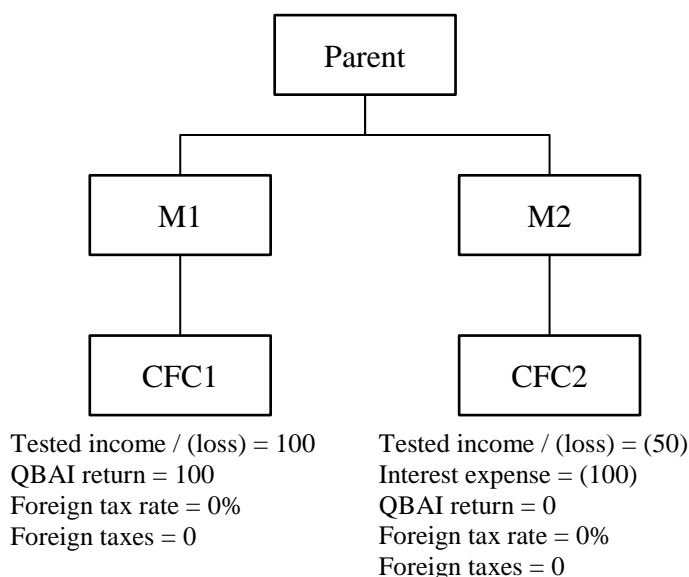 Parent
M1
M2
CFC1
CFC2
Tested income / (loss) = 100
QBAI return = 100
Foreign tax rate = 0%
Foreign taxes = 0
Tested income / (loss) = (50)
Interest expense = (100)
QBAI return = 0
Foreign tax rate = 0%
Foreign taxes = 0